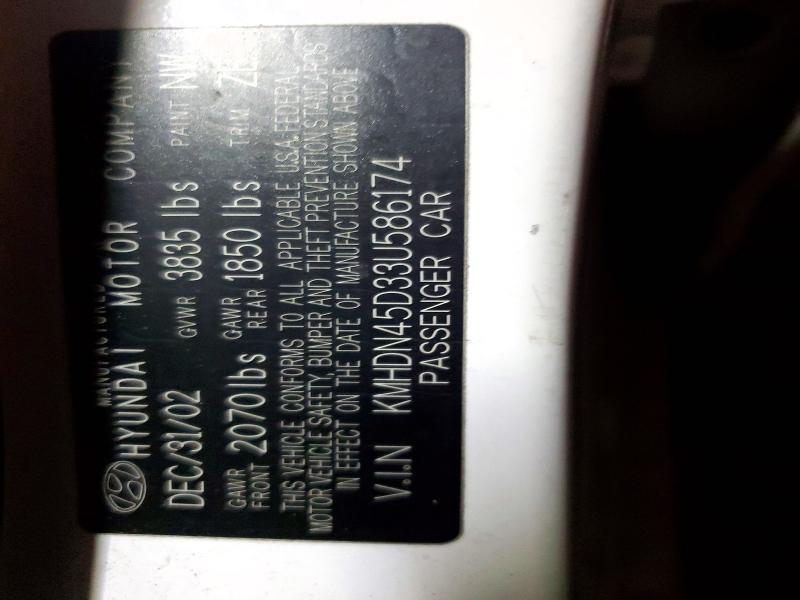 MANUFACTURED
HYUNDAI MOTOR COMPANY
DEC/31/02 GVWR 3835 lbs PAINT NW
GAWR FRONT 2070lbs GAWR REAR 1850 lbs TRIM
THIS VEHICLE CONFORMS TO ALL APPLICABLE U.S.A. FEDERAL
MOTOR VEHICLE SAFETY, BUMPER AND THEFT PREVENTION STANDARDS
IN EFFECT ON THE DATE OF MANUFACTURE SHOWN ABOVE
V.I.N KMHDN45D33U586174
PASSENGER CAR